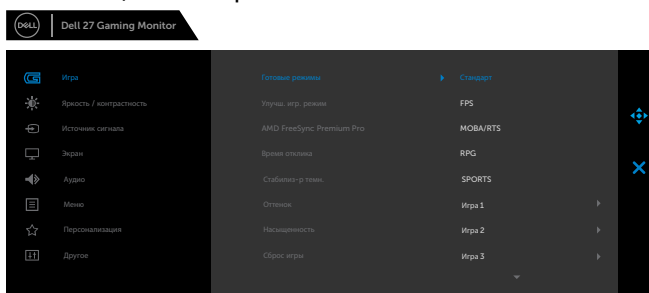 DELL
Dell 27 Gaming Monitor
Игра Готовые режимы Стандарт
Яркость / контрастность Улучш. игр. режим FPS
Источник сигнала AMD FreeSync Premium Pro MOBA/RTS
Экран Время отклика RPG
Аудио Стабилиз-р темн. SPORTS
Меню Оттенок Игра 1
Персонализация Насыщенность Игра 2
Другое Сброс игры Игра 3